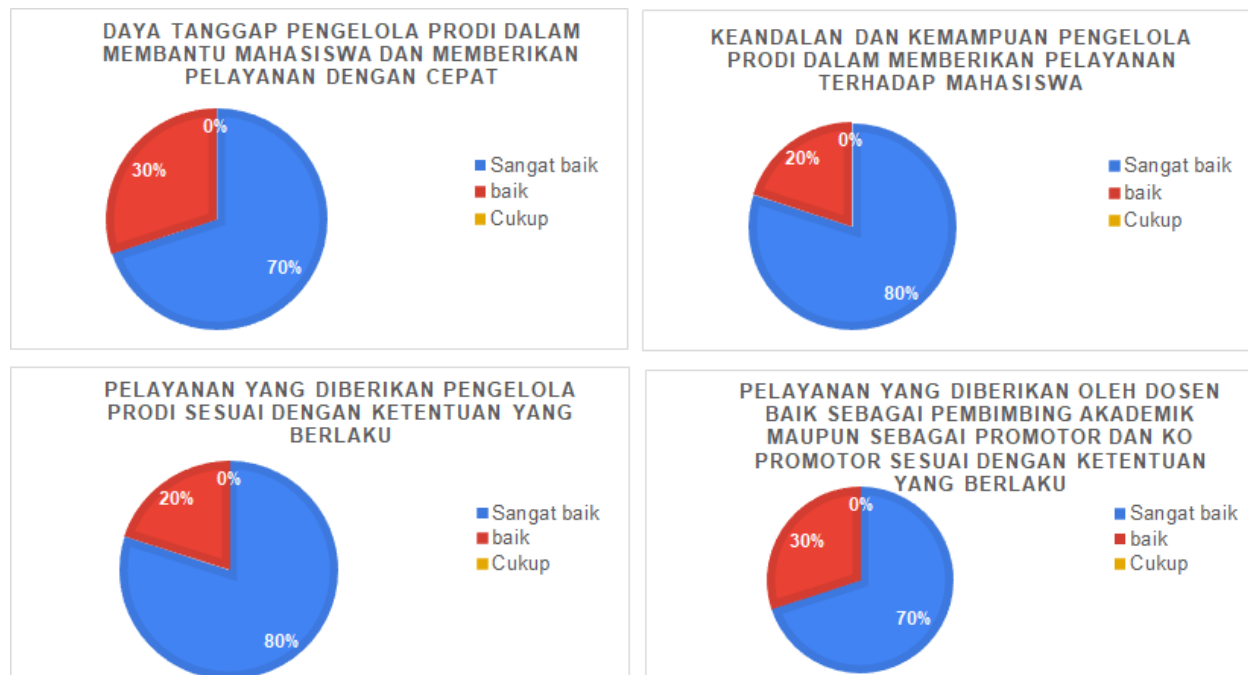 DAYA TANGGAP PENGELOLA PRODI DALAM
MEMBANTU MAHASISWA DAN MEMBERIKAN
PELAYANAN DENGAN CEPAT
0%
30%
70%
Sangat baik
baik
Cukup
KEANDALAN DAN KEMAMPUAN PENGELOLA
PRODI DALAM MEMBERIKAN PELAYANAN
TERHADAP MAHASISWA
0%
20%
80%
Sangat baik
baik
Cukup
PELAYANAN YANG DIBERIKAN PENGELOLA
PRODI SESUAI DENGAN KETENTUAN YANG
BERLAKU
0%
20%
80%
Sangat baik
baik
Cukup
PELAYANAN YANG DIBERIKAN OLEH DOSEN
BAIK SEBAGAI PEMBIMBING AKADEMIK
MAUPUN SEBAGAI PROMOTOR DAN KO
PROMOTOR SESUAI DENGAN KETENTUAN
YANG BERLAKU
0%
30%
70%
Sangat baik
baik
Cukup